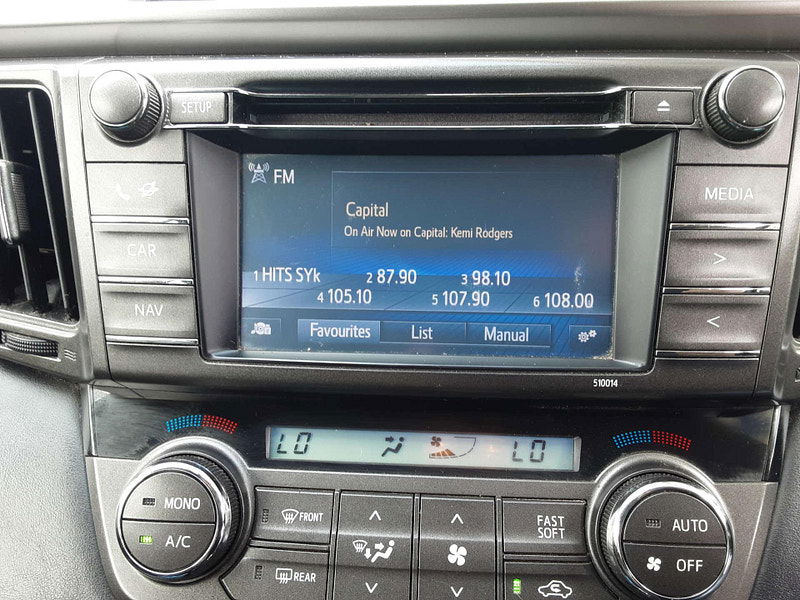 SETUP
FM
MEDIA
Capital
On Air Now on Capital: Kemi Rodgers
CAR
>
1 HITS SYk 2 87.90 3 98.10
4 105.10 5 107.90 6 108.00
NAV
<
Favourites List Manual
510014
LO LO
MONO
A/C
FRONT
REAR
FAST
SOFT
AUTO
OFF